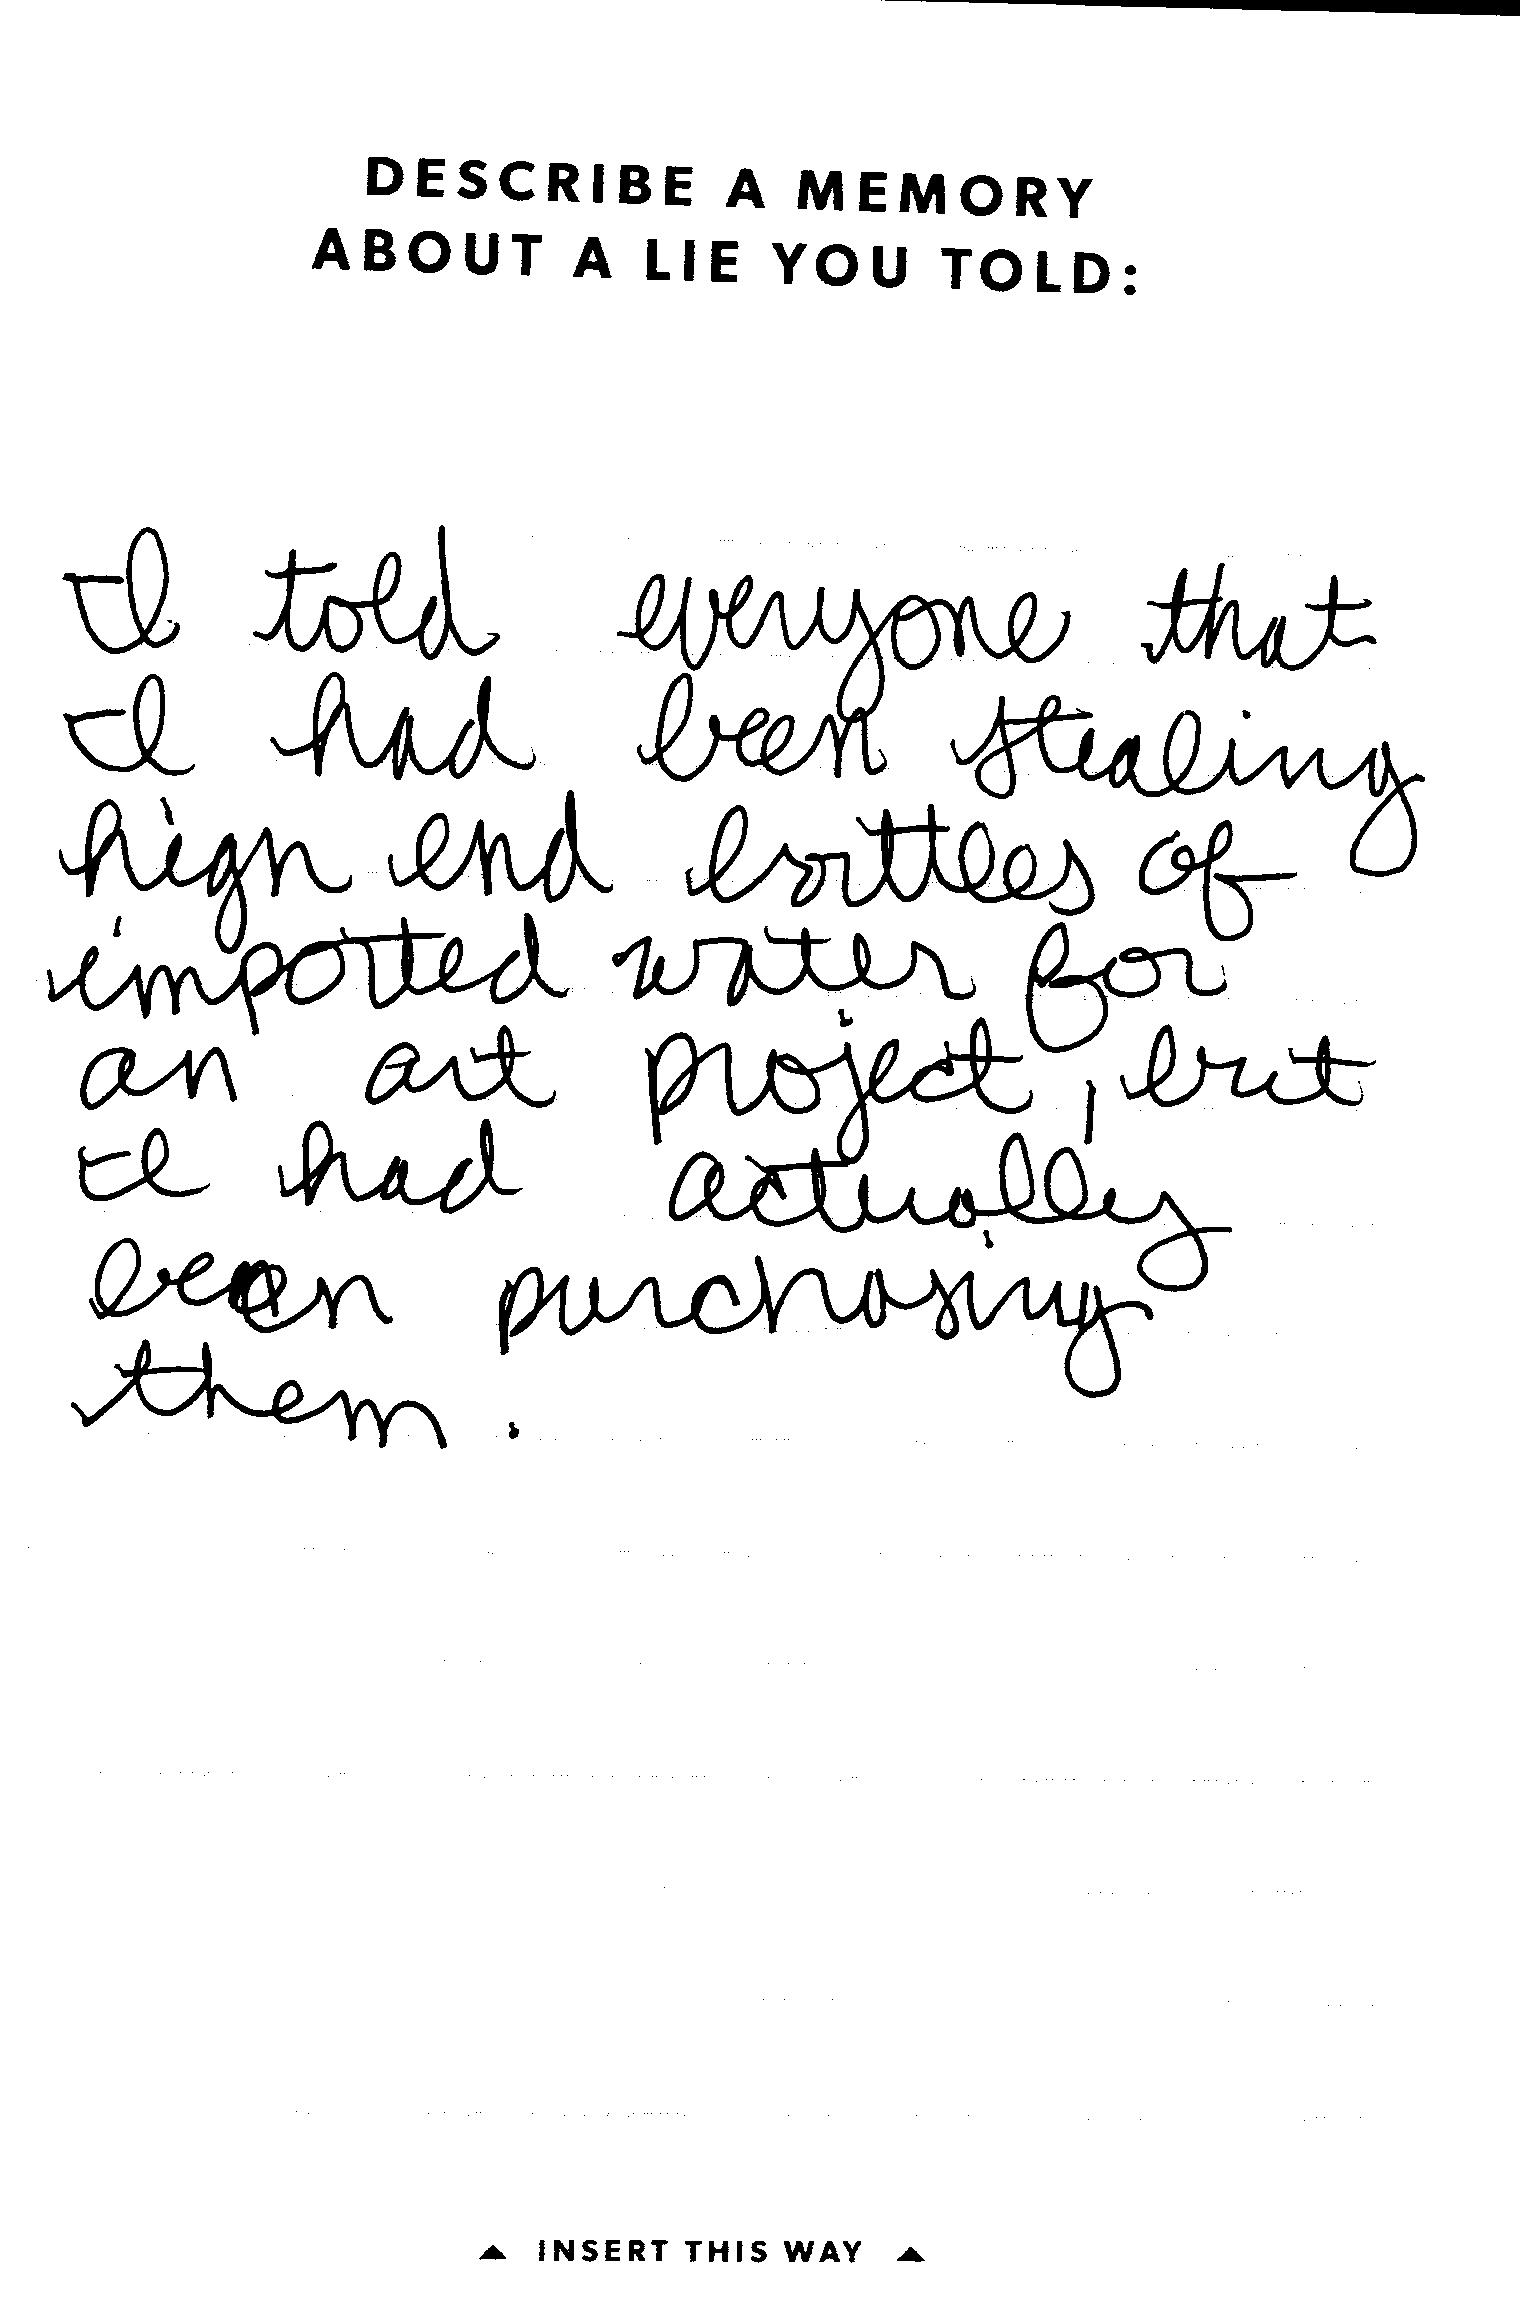 DESCRIBE A MEMORY
ABOUT A LIE YOU TOLD:
I told everyone that
I had been stealing
high end bottles of
imported water for
an art project, but
I had actually
been purchasing
them.
▲ INSERT THIS WAY ▲